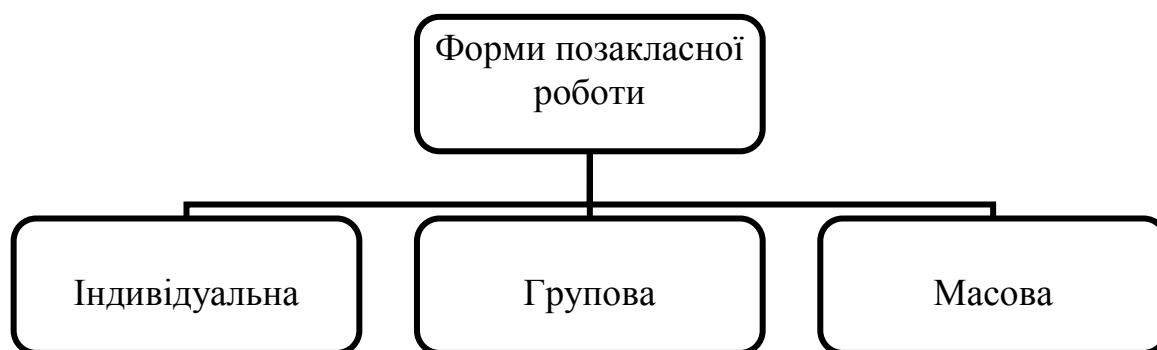 Форми позакласної
роботи
Індивідуальна
Групова
Масова